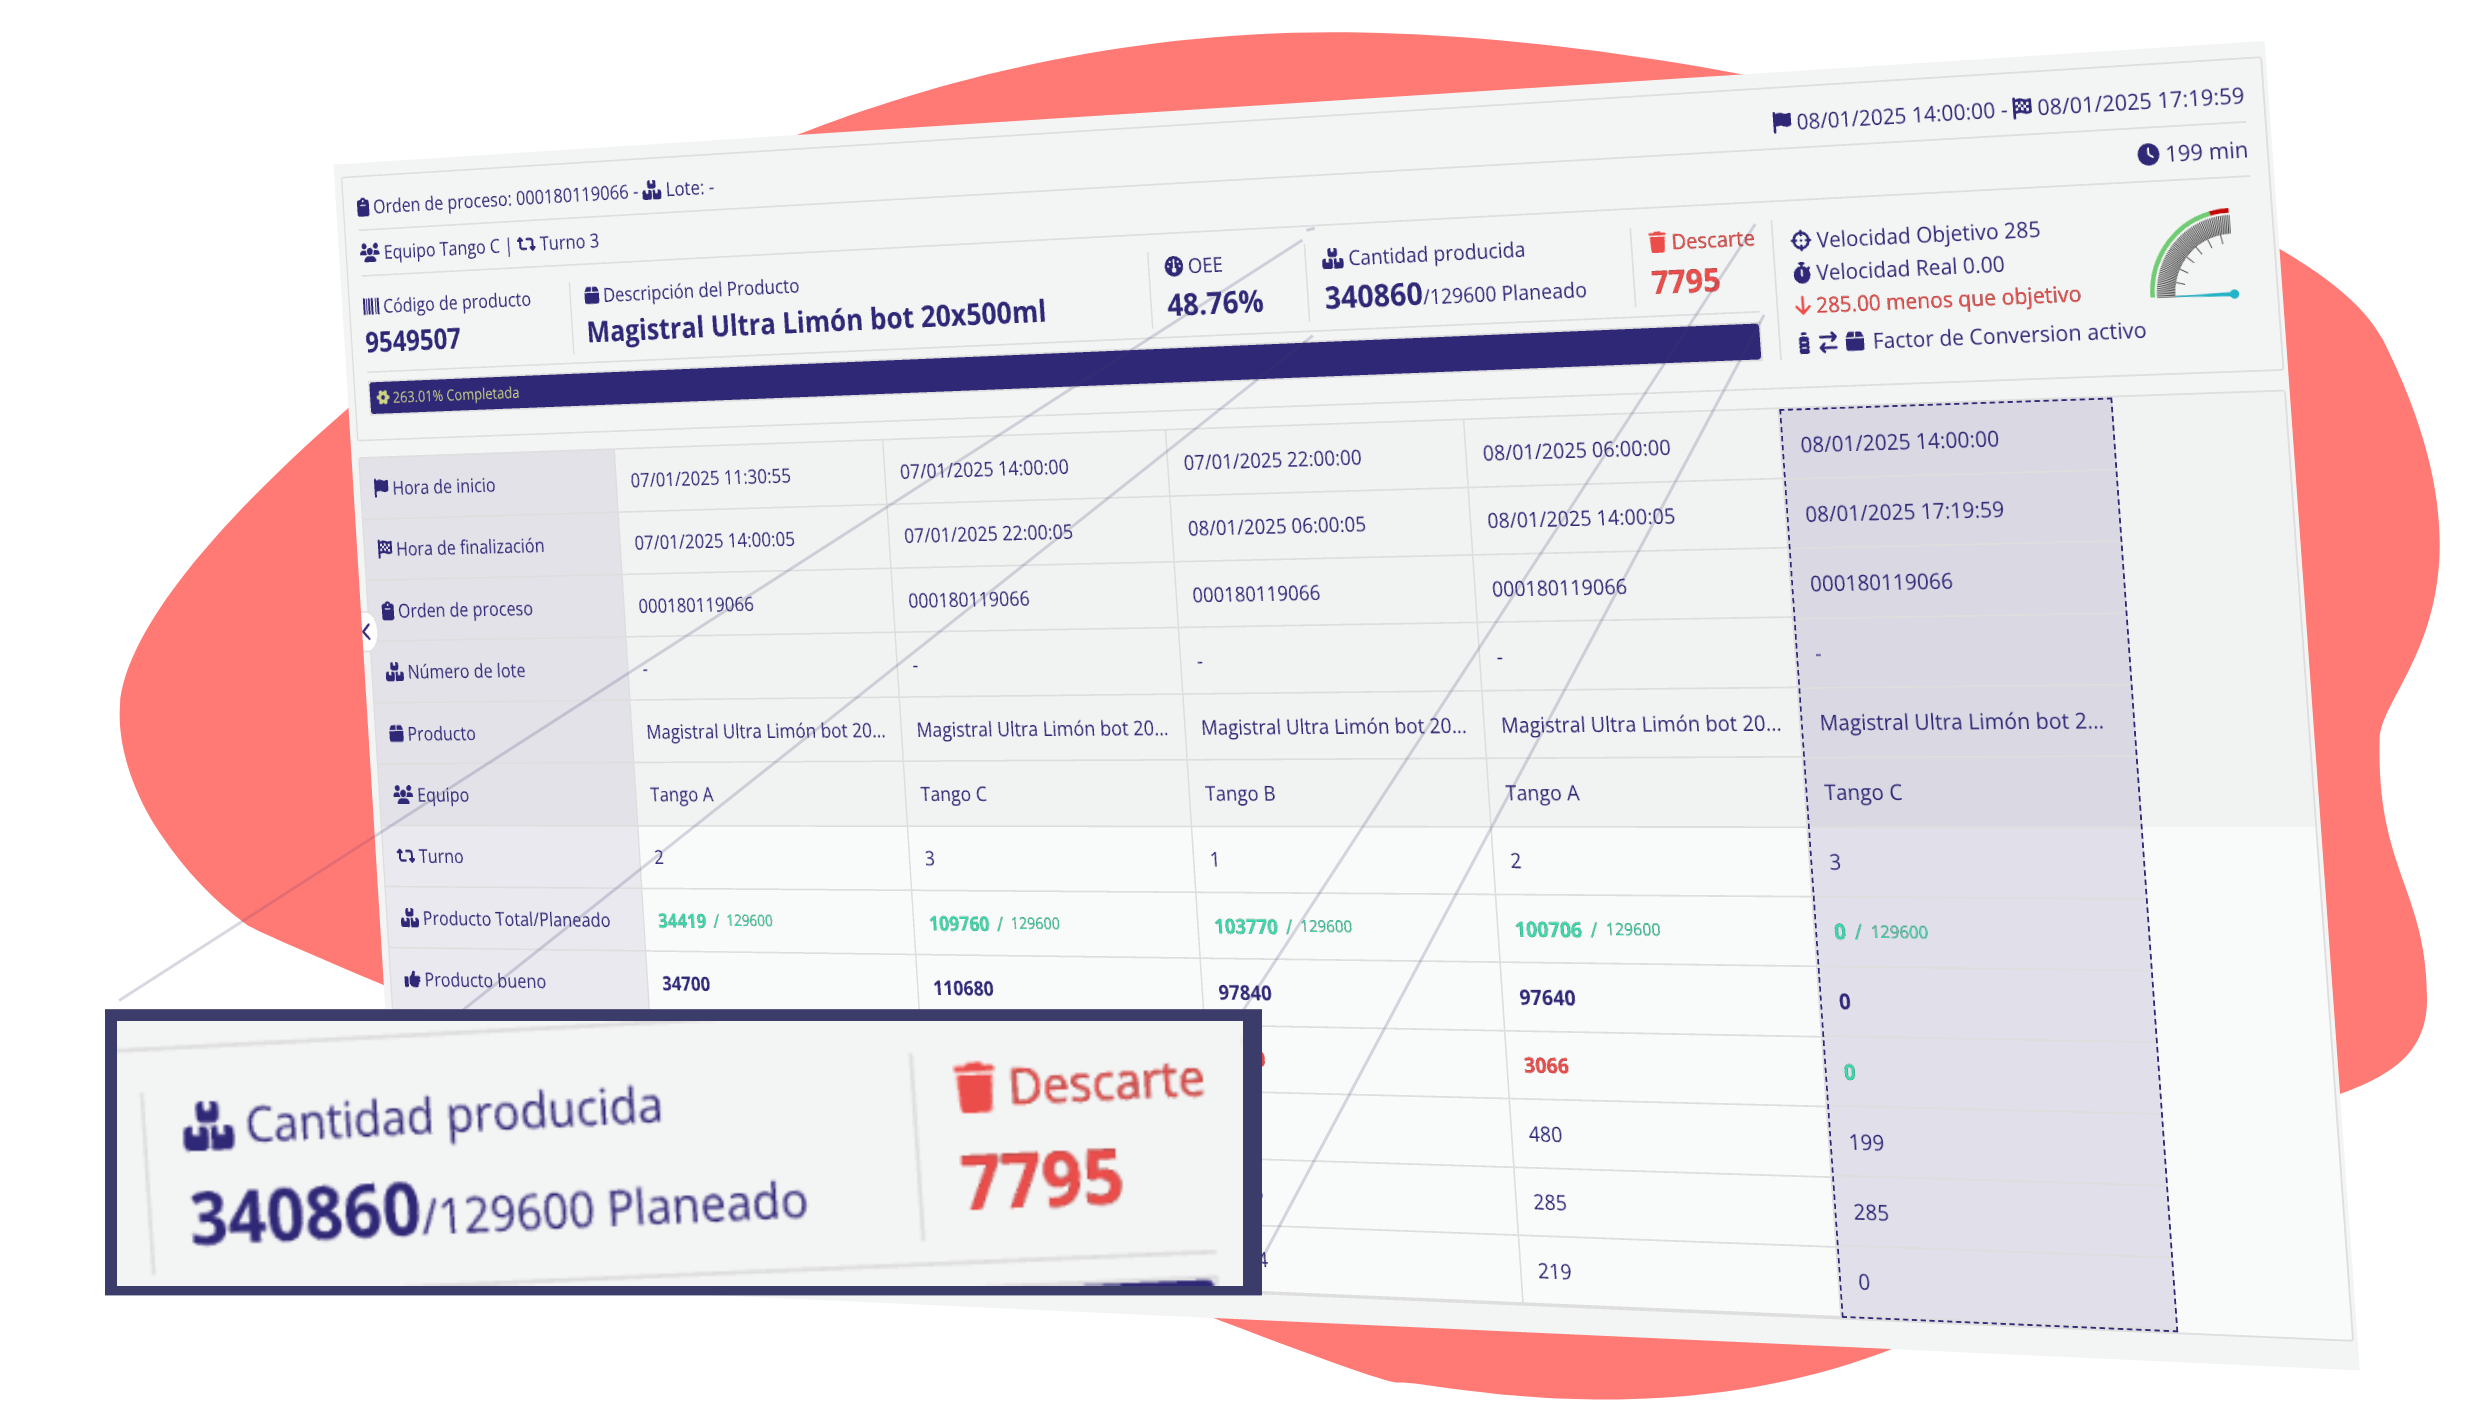 08/01/2025 14:00:00 - 08/01/2025 17:19:59
Orden de proceso: 000180119066 - Lote: -
199 min
Equipo Tango C | Turno 3
Código de producto
9549507
Descripción del Producto
Magistral Ultra Limón bot 20x500ml
OEE
48.76%
Cantidad producida
340860/129600 Planeado
Descarte
7795
Velocidad Objetivo 285
Velocidad Real 0.00
285.00 menos que objetivo
Factor de Conversion activo
263.01% Completada
Hora de inicio 07/01/2025 11:30:55 07/01/2025 14:00:00 07/01/2025 22:00:00 08/01/2025 06:00:00 08/01/2025 14:00:00
Hora de finalización 07/01/2025 14:00:05 07/01/2025 22:00:05 08/01/2025 06:00:05 08/01/2025 14:00:05 08/01/2025 17:19:59
Orden de proceso 000180119066 000180119066 000180119066 000180119066 000180119066
Número de lote - - - - -
Producto Magistral Ultra Limón bot 20... Magistral Ultra Limón bot 20... Magistral Ultra Limón bot 20... Magistral Ultra Limón bot 20... Magistral Ultra Limón bot 2...
Equipo Tango A Tango C Tango B Tango A Tango C
Turno 2 3 1 2 3
Producto Total/Planeado 34419 / 129600 109760 / 129600 103770 / 129600 100706 / 129600 0 / 129600
Producto bueno 34700 110680 97840 97640 0
3066 0
480 199
285 285
4 219 0
Cantidad producida
340860/129600 Planeado
Descarte
7795